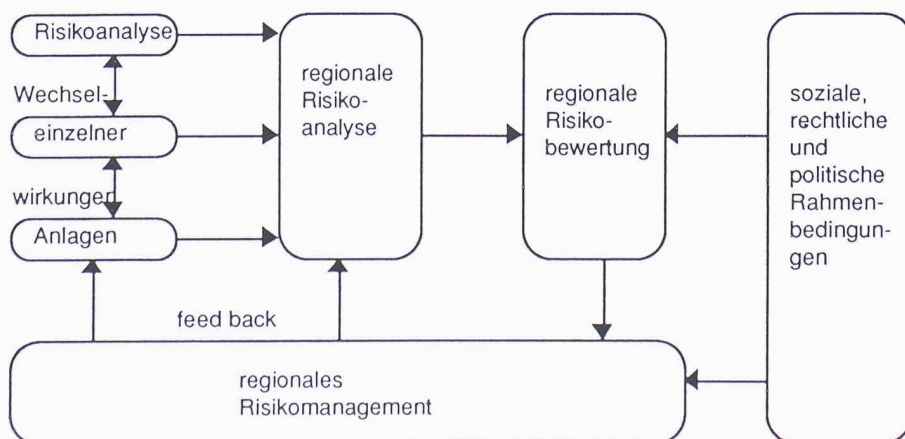 Risikoanalyse
Wechsel-
einzelner
wirkungen
Anlagen
regionale
Risiko-
analyse
regionale
Risiko-
bewertung
soziale,
rechtliche
und
politische
Rahmen-
bedingun-
gen
feed back
regionales
Risikomanagement